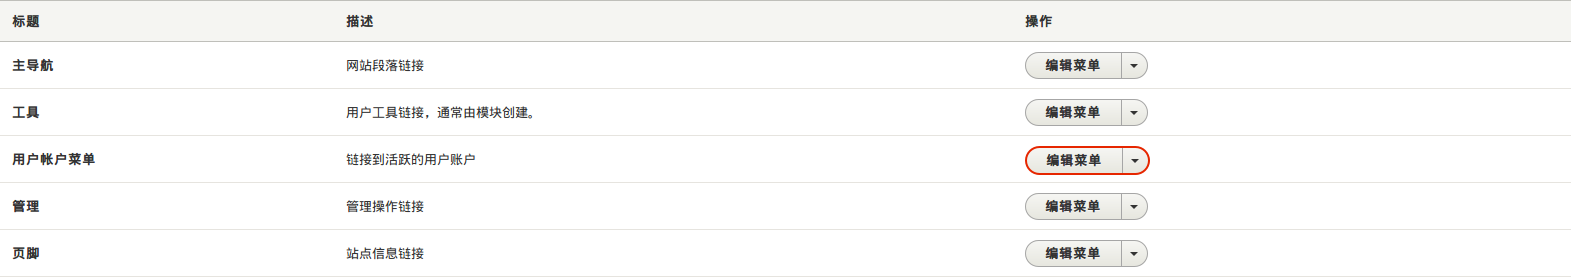 标题 描述 操作
主导航 网站段落链接 编辑菜单
工具 用户工具链接，通常由模块创建。 编辑菜单
用户帐户菜单 链接到活跃的用户账户 编辑菜单
管理 管理操作链接 编辑菜单
页脚 站点信息链接 编辑菜单